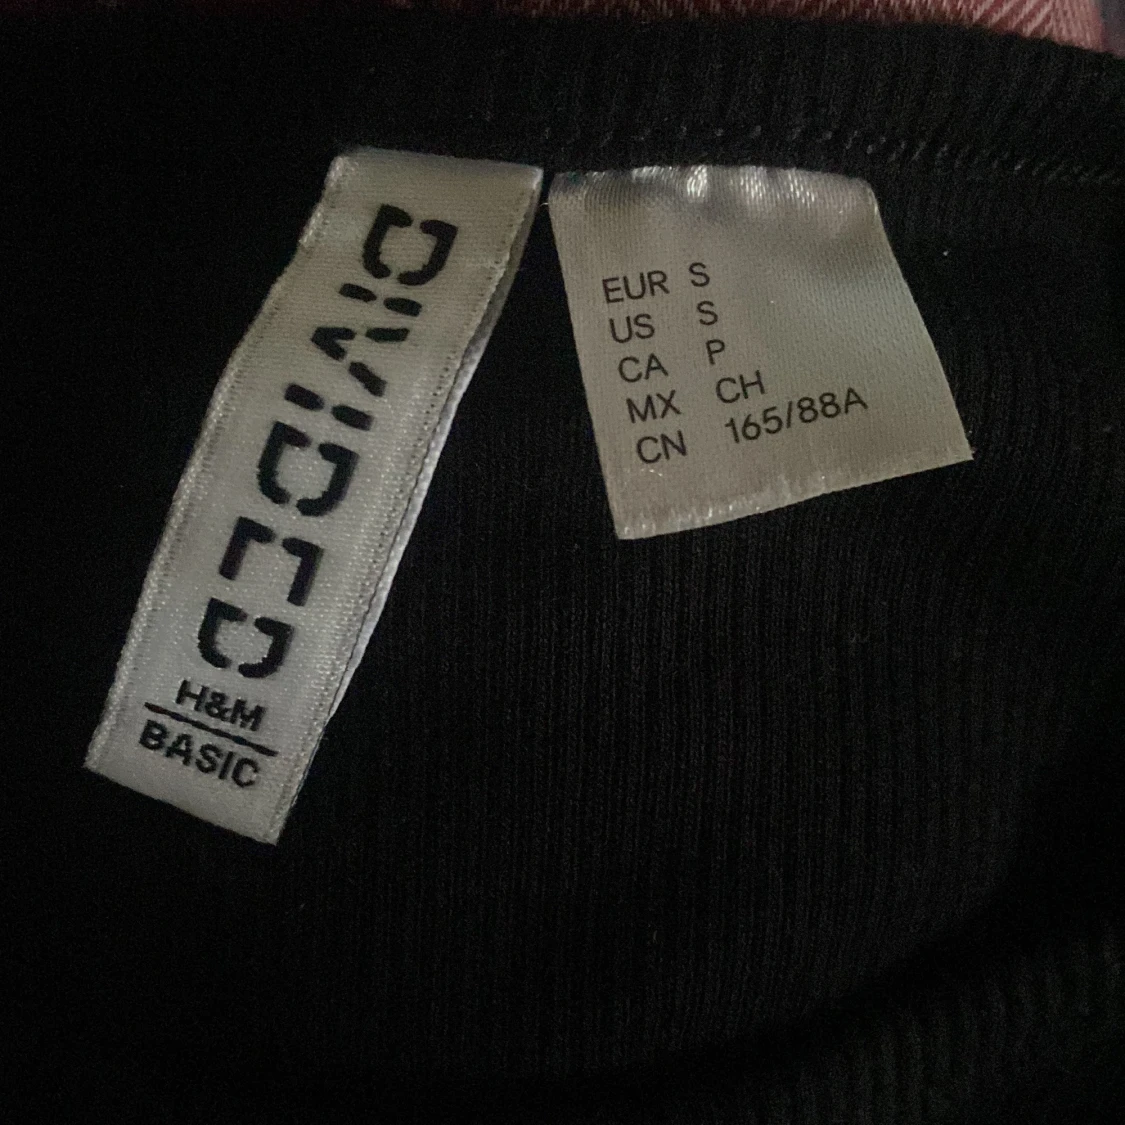 DIVIDED
H&M
BASIC
EUR S
US S
CA P
MX CH
CN 165/88A